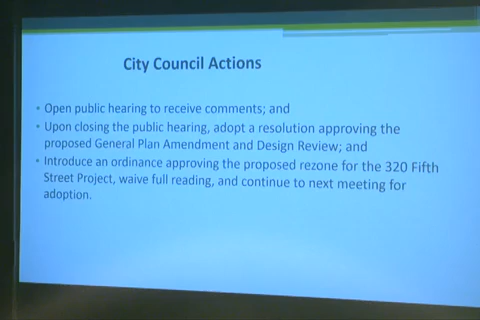 City Council Actions
• Open public hearing to receive comments; and
• Upon closing the public hearing, adopt a resolution approving the
proposed General Plan Amendment and Design Review; and
• Introduce an ordinance approving the proposed rezone for the 320 Fifth
Street Project, waive full reading, and continue to next meeting for
adoption.